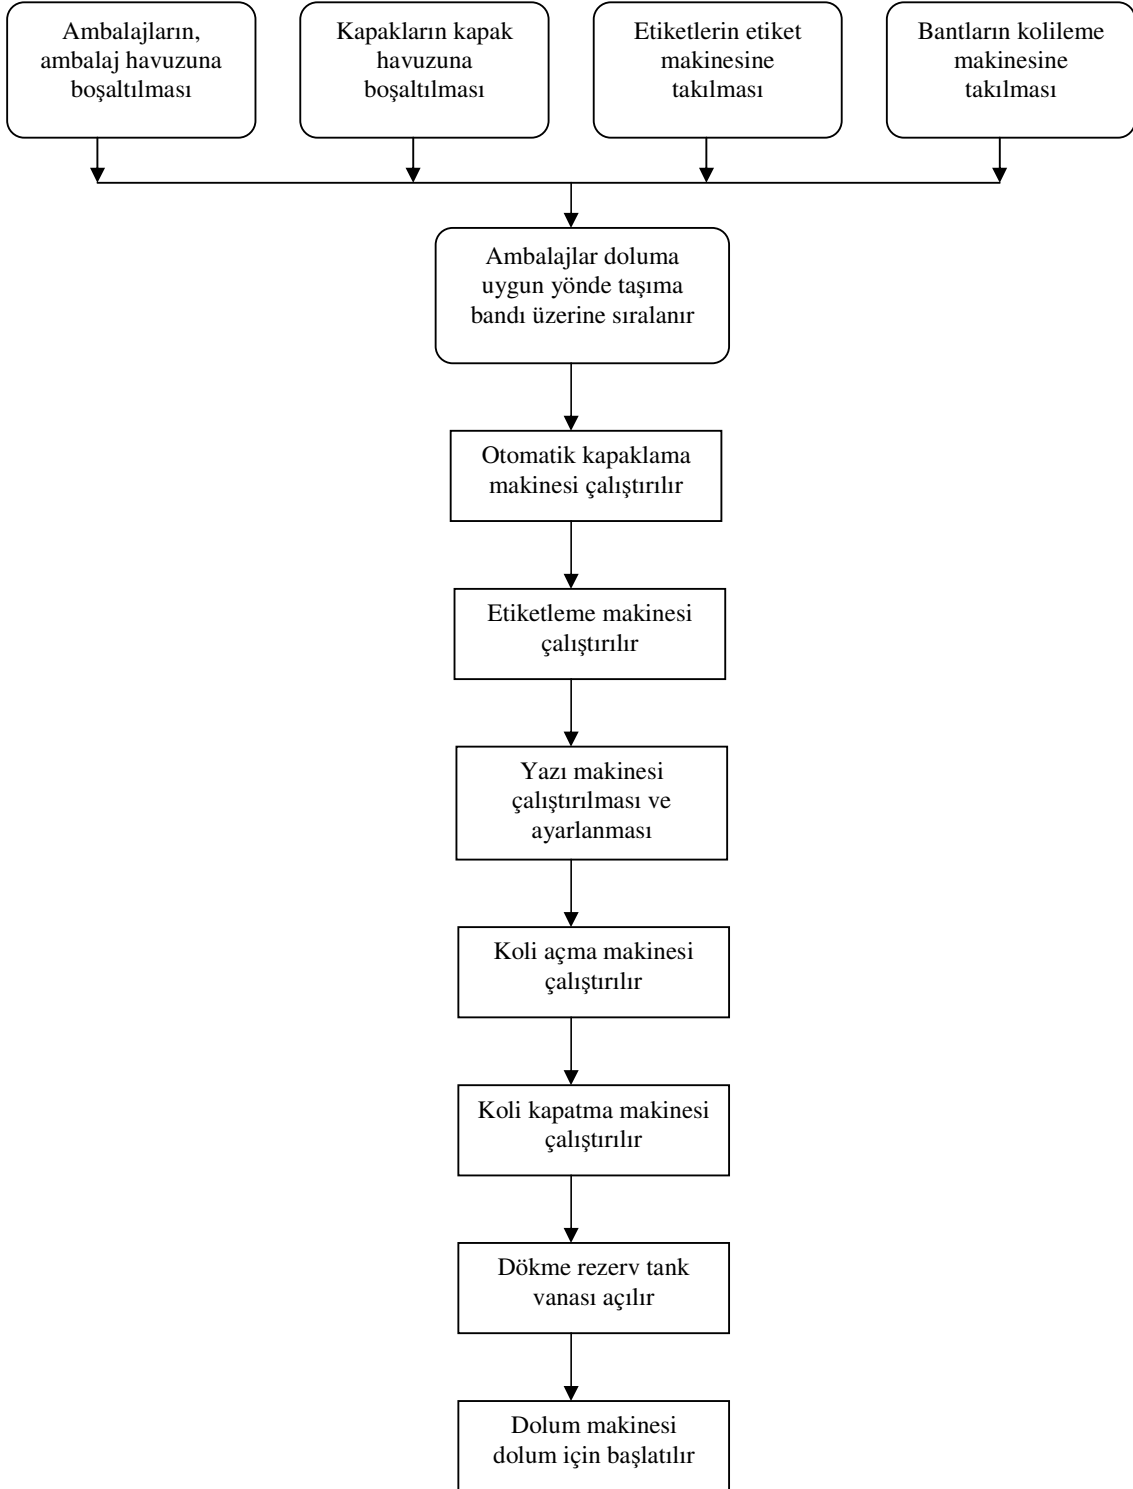 Ambalajların,
ambalaj havuzuna
boşaltılması
Kapakların kapak
havuzuna
boşaltılması
Etiketlerin etiket
makinesine
takılması
Bantların kolileme
makinesine
takılması
Ambalajlar doluma
uygun yönde taşıma
bandı üzerine sıralanır
Otomatik kapaklama
makinesi çalıştırılır
Etiketleme makinesi
çalıştırılır
Yazı makinesi
çalıştırılması ve
ayarlanması
Koli açma makinesi
çalıştırılır
Koli kapatma makinesi
çalıştırılır
Dökme rezerv tank
vanası açılır
Dolum makinesi
dolum için başlatılır